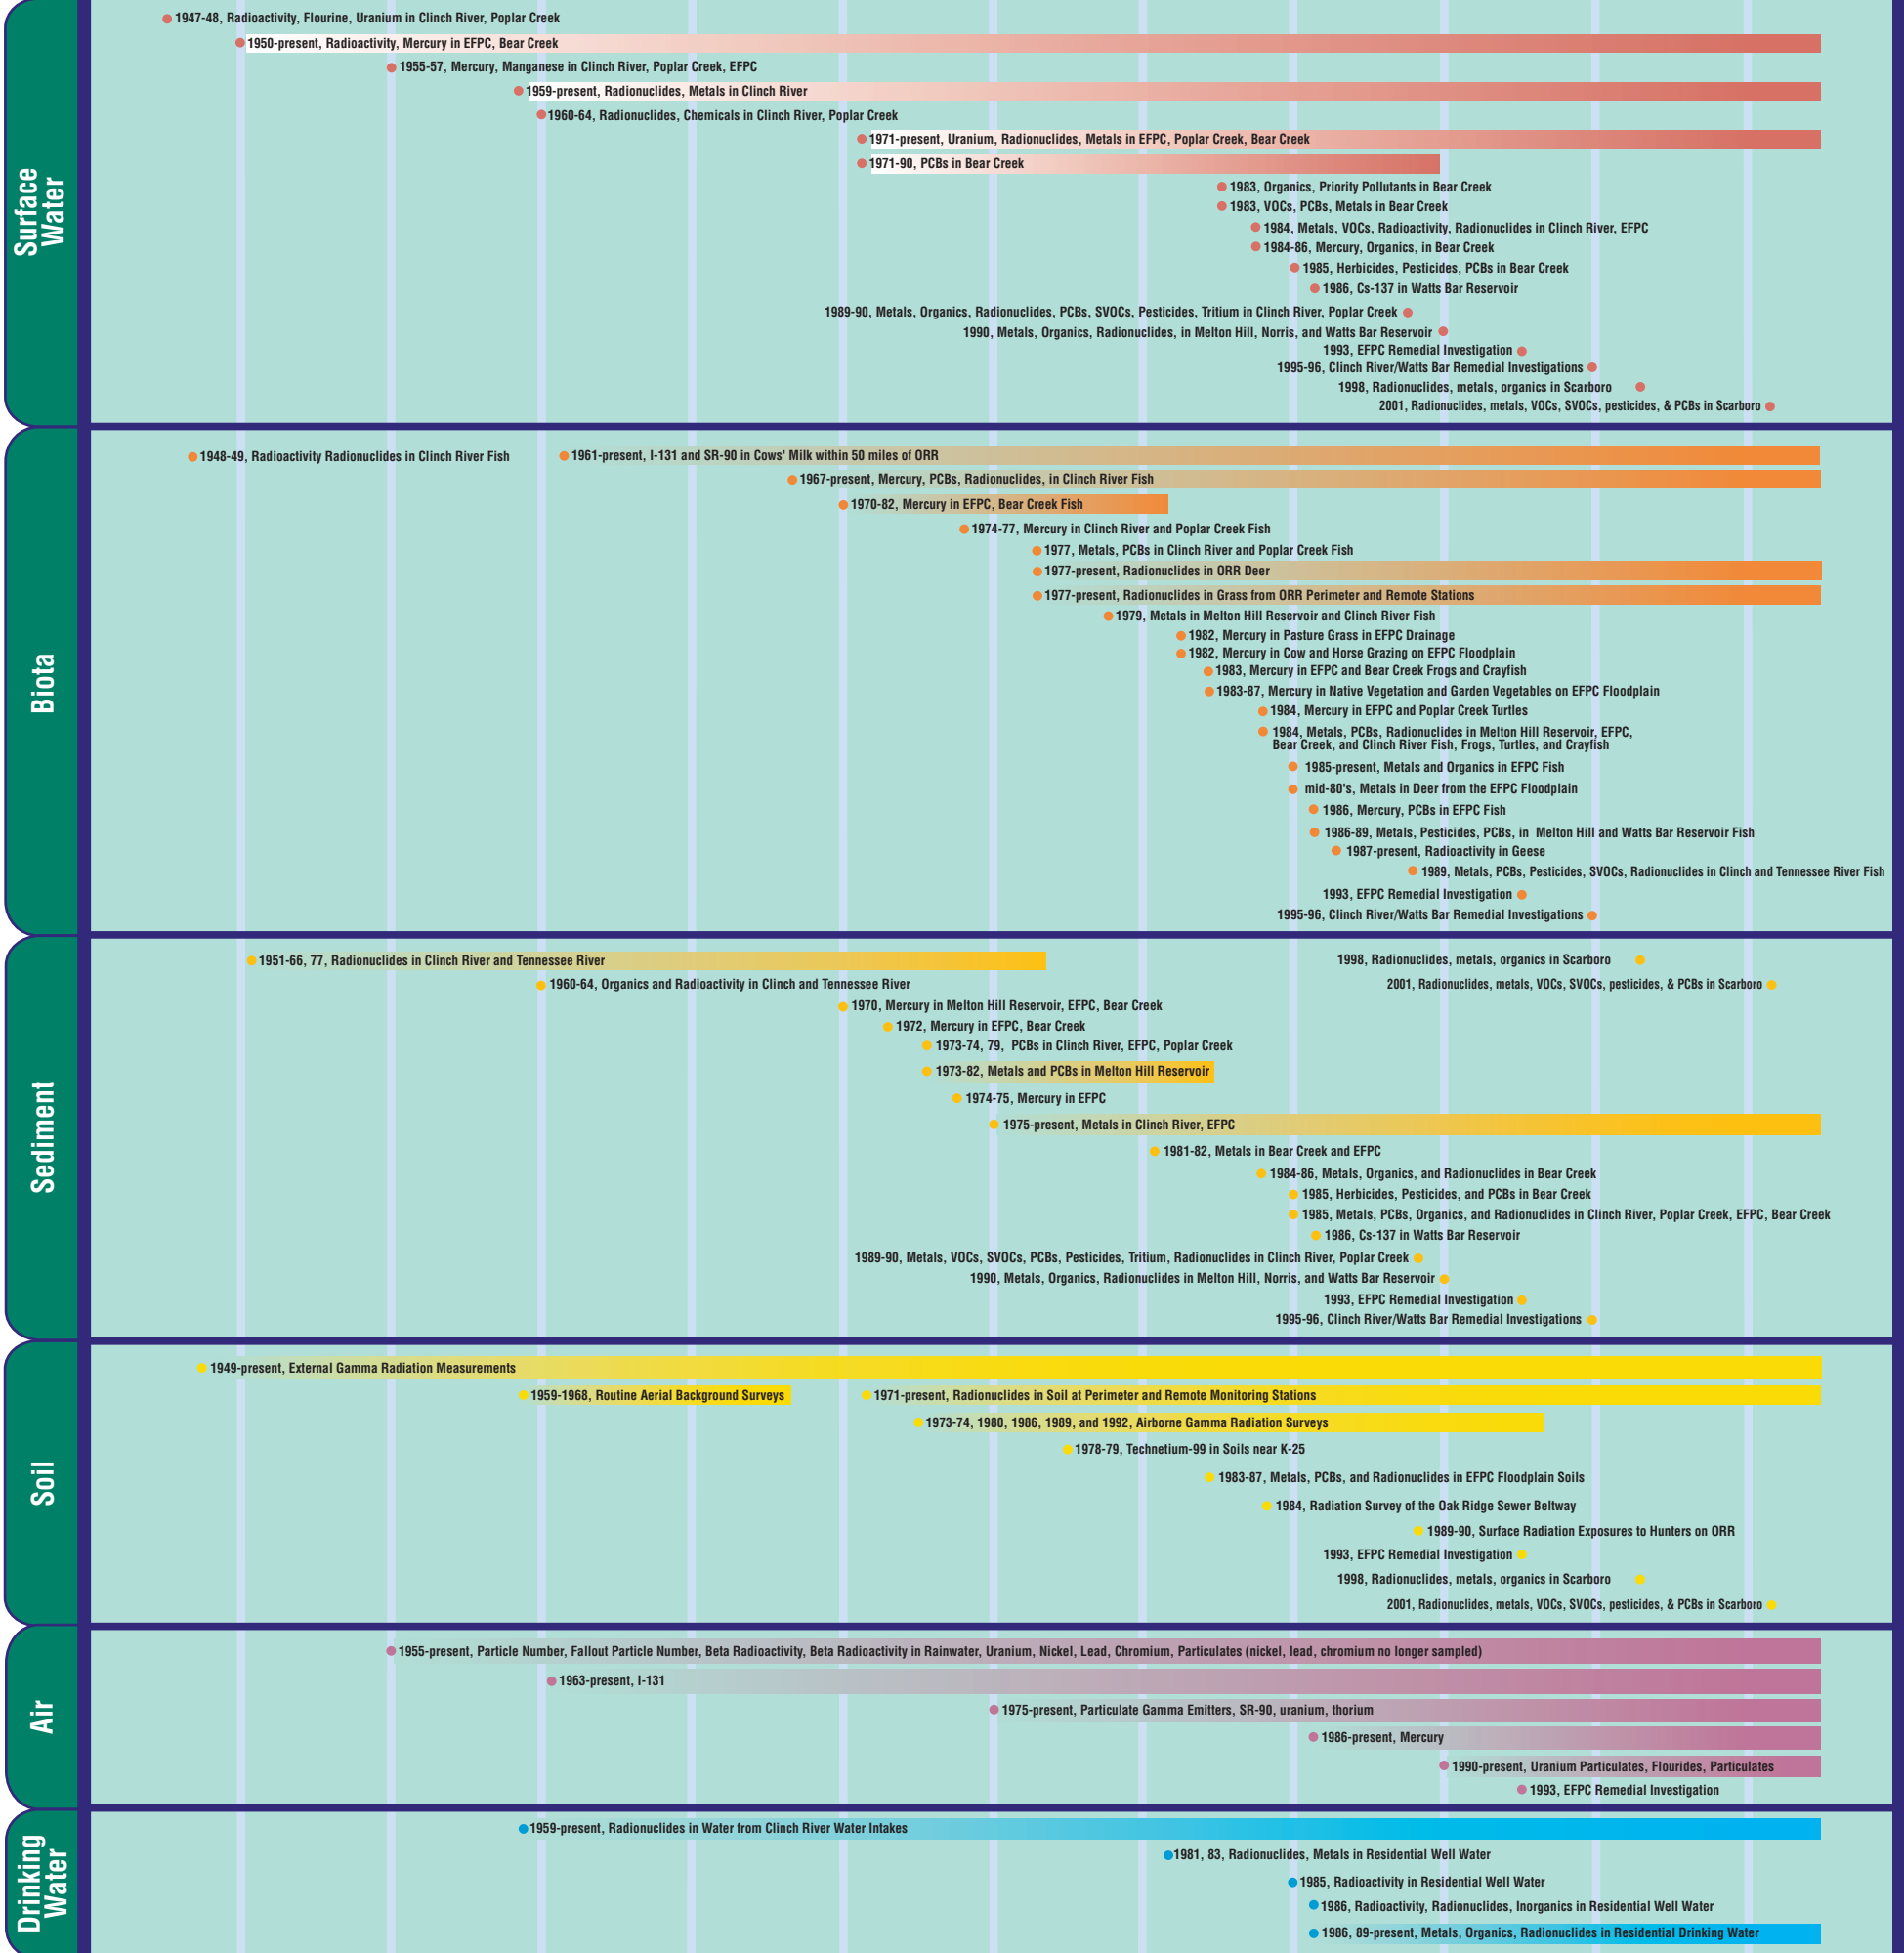 Surface
Water
1947-48, Radioactivity, Flourine, Uranium in Clinch River, Poplar Creek
1950-present, Radioactivity, Mercury in EFPC, Bear Creek
1955-57, Mercury, Manganese in Clinch River, Poplar Creek, EFPC
1959-present, Radionuclides, Metals in Clinch River
1960-64, Radionuclides, Chemicals in Clinch River, Poplar Creek
1971-present, Uranium, Radionuclides, Metals in EFPC, Poplar Creek, Bear Creek
1971-90, PCBs in Bear Creek
1983, Organics, Priority Pollutants in Bear Creek
1983, VOCs, PCBs, Metals in Bear Creek
1984, Metals, VOCs, Radioactivity, Radionuclides in Clinch River, EFPC
1984-86, Mercury, Organics, in Bear Creek
1985, Herbicides, Pesticides, PCBs in Bear Creek
1986, Cs-137 in Watts Bar Reservoir
1989-90, Metals, Organics, Radionuclides, PCBs, SVOCs, Pesticides, Tritium in Clinch River, Poplar Creek
1990, Metals, Organics, Radionuclides, in Melton Hill, Norris, and Watts Bar Reservoir
1993, EFPC Remedial Investigation
1995-96, Clinch River/Watts Bar Remedial Investigations
1998, Radionuclides, metals, organics in Scarboro
2001, Radionuclides, metals, VOCs, SVOCs, pesticides, & PCBs in Scarboro
Biota
1948-49, Radioactivity Radionuclides in Clinch River Fish
1961-present, I-131 and SR-90 in Cows' Milk within 50 miles of ORR
1967-present, Mercury, PCBs, Radionuclides, in Clinch River Fish
1970-82, Mercury in EFPC, Bear Creek Fish
1974-77, Mercury in Clinch River and Poplar Creek Fish
1977, Metals, PCBs in Clinch River and Poplar Creek Fish
1977-present, Radionuclides in ORR Deer
1977-present, Radionuclides in Grass from ORR Perimeter and Remote Stations
1979, Metals in Melton Hill Reservoir and Clinch River Fish
1982, Mercury in Pasture Grass in EFPC Drainage
1982, Mercury in Cow and Horse Grazing on EFPC Floodplain
1983, Mercury in EFPC and Bear Creek Frogs and Crayfish
1983-87, Mercury in Native Vegetation and Garden Vegetables on EFPC Floodplain
1984, Mercury in EFPC and Poplar Creek Turtles
1984, Metals, PCBs, Radionuclides in Melton Hill Reservoir, EFPC,
Bear Creek, and Clinch River Fish, Frogs, Turtles, and Crayfish
1985-present, Metals and Organics in EFPC Fish
mid-80's, Metals in Deer from the EFPC Floodplain
1986, Mercury, PCBs in EFPC Fish
1986-89, Metals, Pesticides, PCBs, in Melton Hill and Watts Bar Reservoir Fish
1987-present, Radioactivity in Geese
1989, Metals, PCBs, Pesticides, SVOCs, Radionuclides in Clinch and Tennessee River Fish
1993, EFPC Remedial Investigation
1995-96, Clinch River/Watts Bar Remedial Investigations
Sediment
1951-66, 77, Radionuclides in Clinch River and Tennessee River
1998, Radionuclides, metals, organics in Scarboro
1960-64, Organics and Radioactivity in Clinch and Tennessee River
2001, Radionuclides, metals, VOCs, SVOCs, pesticides, & PCBs in Scarboro
1970, Mercury in Melton Hill Reservoir, EFPC, Bear Creek
1972, Mercury in EFPC, Bear Creek
1973-74, 79, PCBs in Clinch River, EFPC, Poplar Creek
1973-82, Metals and PCBs in Melton Hill Reservoir
1974-75, Mercury in EFPC
1975-present, Metals in Clinch River, EFPC
1981-82, Metals in Bear Creek and EFPC
1984-86, Metals, Organics, and Radionuclides in Bear Creek
1985, Herbicides, Pesticides, and PCBs in Bear Creek
1985, Metals, PCBs, Organics, and Radionuclides in Clinch River, Poplar Creek, EFPC, Bear Creek
1986, Cs-137 in Watts Bar Reservoir
1989-90, Metals, VOCs, SVOCs, PCBs, Pesticides, Tritium, Radionuclides in Clinch River, Poplar Creek
1990, Metals, Organics, Radionuclides in Melton Hill, Norris, and Watts Bar Reservoir
1993, EFPC Remedial Investigation
1995-96, Clinch River/Watts Bar Remedial Investigations
Soil
1949-present, External Gamma Radiation Measurements
1959-1968, Routine Aerial Background Surveys
1971-present, Radionuclides in Soil at Perimeter and Remote Monitoring Stations
1973-74, 1980, 1986, 1989, and 1992, Airborne Gamma Radiation Surveys
1978-79, Technetium-99 in Soils near K-25
1983-87, Metals, PCBs, and Radionuclides in EFPC Floodplain Soils
1984, Radiation Survey of the Oak Ridge Sewer Beltway
1989-90, Surface Radiation Exposures to Hunters on ORR
1993, EFPC Remedial Investigation
1998, Radionuclides, metals, organics in Scarboro
2001, Radionuclides, metals, VOCs, SVOCs, pesticides, & PCBs in Scarboro
Air
1955-present, Particle Number, Fallout Particle Number, Beta Radioactivity, Beta Radioactivity in Rainwater, Uranium, Nickel, Lead, Chromium, Particulates (nickel, lead, chromium no longer sampled)
1963-present, I-131
1975-present, Particulate Gamma Emitters, SR-90, uranium, thorium
1986-present, Mercury
1990-present, Uranium Particulates, Flourides, Particulates
1993, EFPC Remedial Investigation
Drinking
Water
1959-present, Radionuclides in Water from Clinch River Water Intakes
1981, 83, Radionuclides, Metals in Residential Well Water
1985, Radioactivity in Residential Well Water
1986, Radioactivity, Radionuclides, Inorganics in Residential Well Water
1986, 89-present, Metals, Organics, Radionuclides in Residential Drinking Water